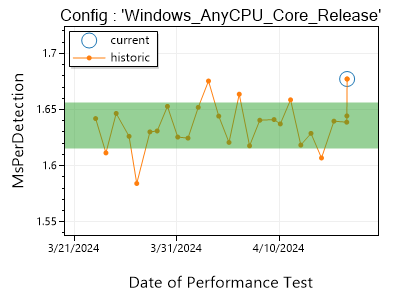 Config : 'Windows_AnyCPU_Core_Release'
current
historic
1.7
1.65
1.6
1.55
MsPerDetection
3/21/2024
3/31/2024
4/10/2024
Date of Performance Test